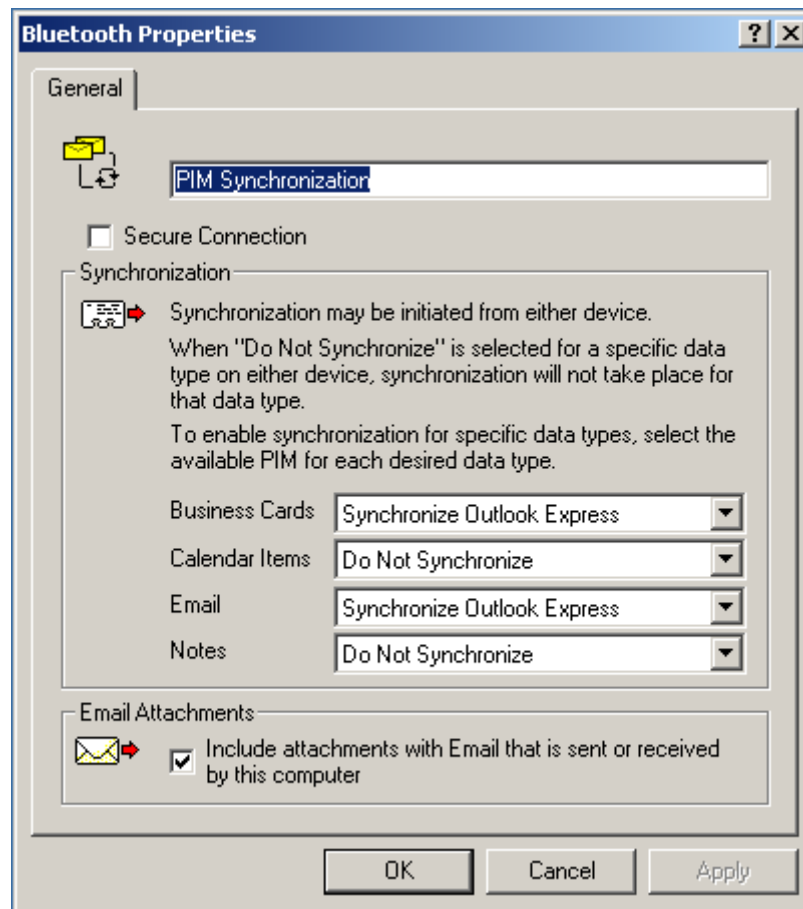 Bluetooth Properties
General
PIM Synchronization
Secure Connection
Synchronization
Synchronization may be initiated from either device.
When "Do Not Synchronize" is selected for a specific data
type on either device, synchronization will not take place for
that data type.
To enable synchronization for specific data types, select the
available PIM for each desired data type.
Business Cards Synchronize Outlook Express
Calendar Items Do Not Synchronize
Email Synchronize Outlook Express
Notes Do Not Synchronize
Email Attachments
Include attachments with Email that is sent or received
by this computer
OK Cancel Apply